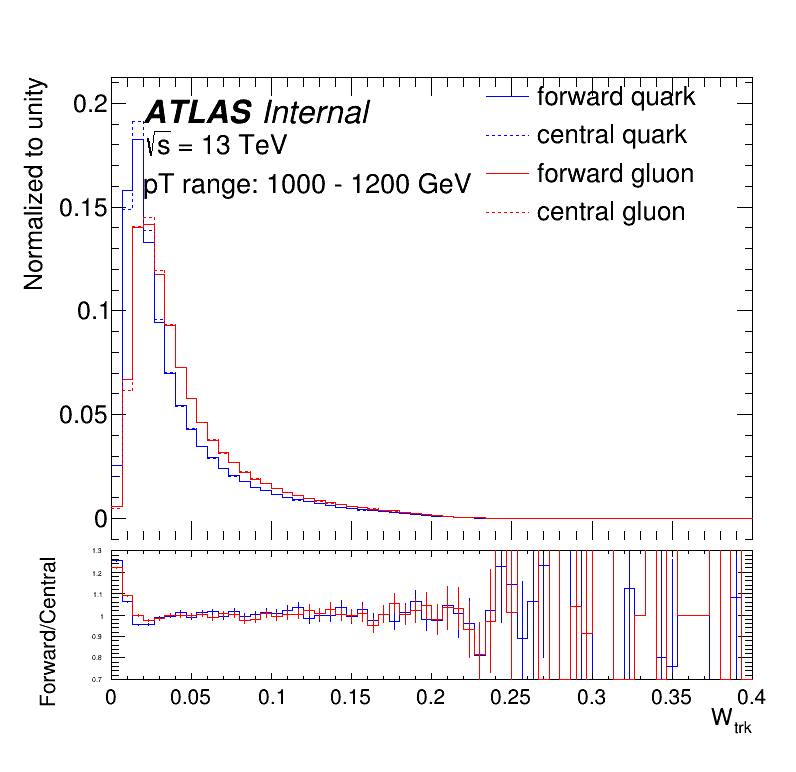 Normalized to unity
0.2
0.15
0.1
0.05
0
ATLAS Internal
√s = 13 TeV
pT range: 1000 - 1200 GeV
forward quark
central quark
forward gluon
central gluon
Forward/Central
1.3
1.2
1.1
1
0.9
0.8
0.7
0 0.05 0.1 0.15 0.2 0.25 0.3 0.35 0.4
W_trk